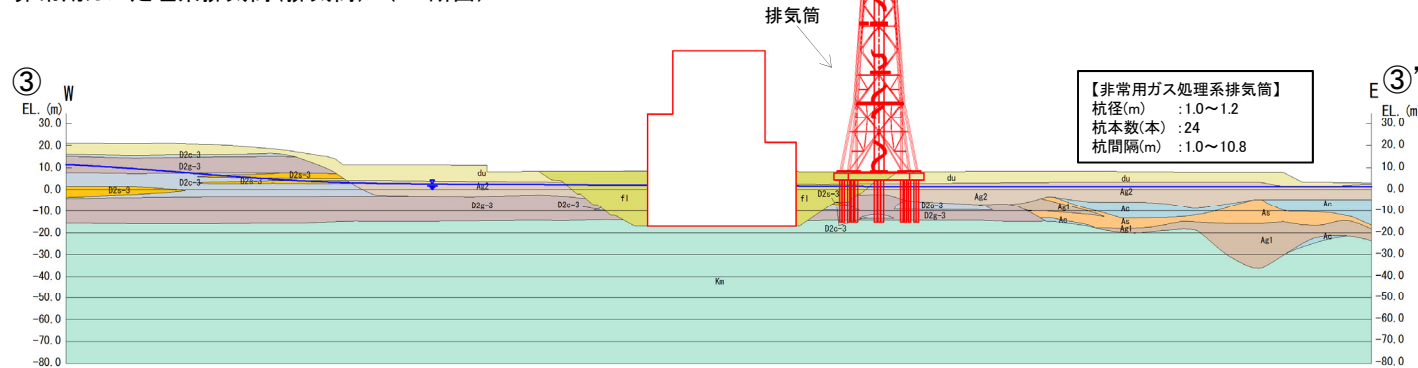 排気筒
③
③’
W
E
EL. (m)
EL. (m
【非常用ガス処理系排気筒】
杭径(m) :1.0～1.2
杭本数(本) :24
杭間隔(m) :1.0～10.8
30.0
20.0
10.0
0.0
-10.0
-20.0
-30.0
-40.0
-50.0
-60.0
-70.0
-80.0
30.0
20.0
10.0
0.0
-10.0
-20.0
-30.0
-40.0
-50.0
-60.0
-70.0
-80.0
D2c-3
D2g-3
D2c-3
D2s-3
D2s-3
du
Ag2
D2g-3
D2c-3
fl
fl
D2s-3
D2c-3
D2c-3
D2g-3
du
Ag2
Ag1
Ac
du
Ag2
Ac
As
Ag1
As
Ag1
Ac
Ac
Km